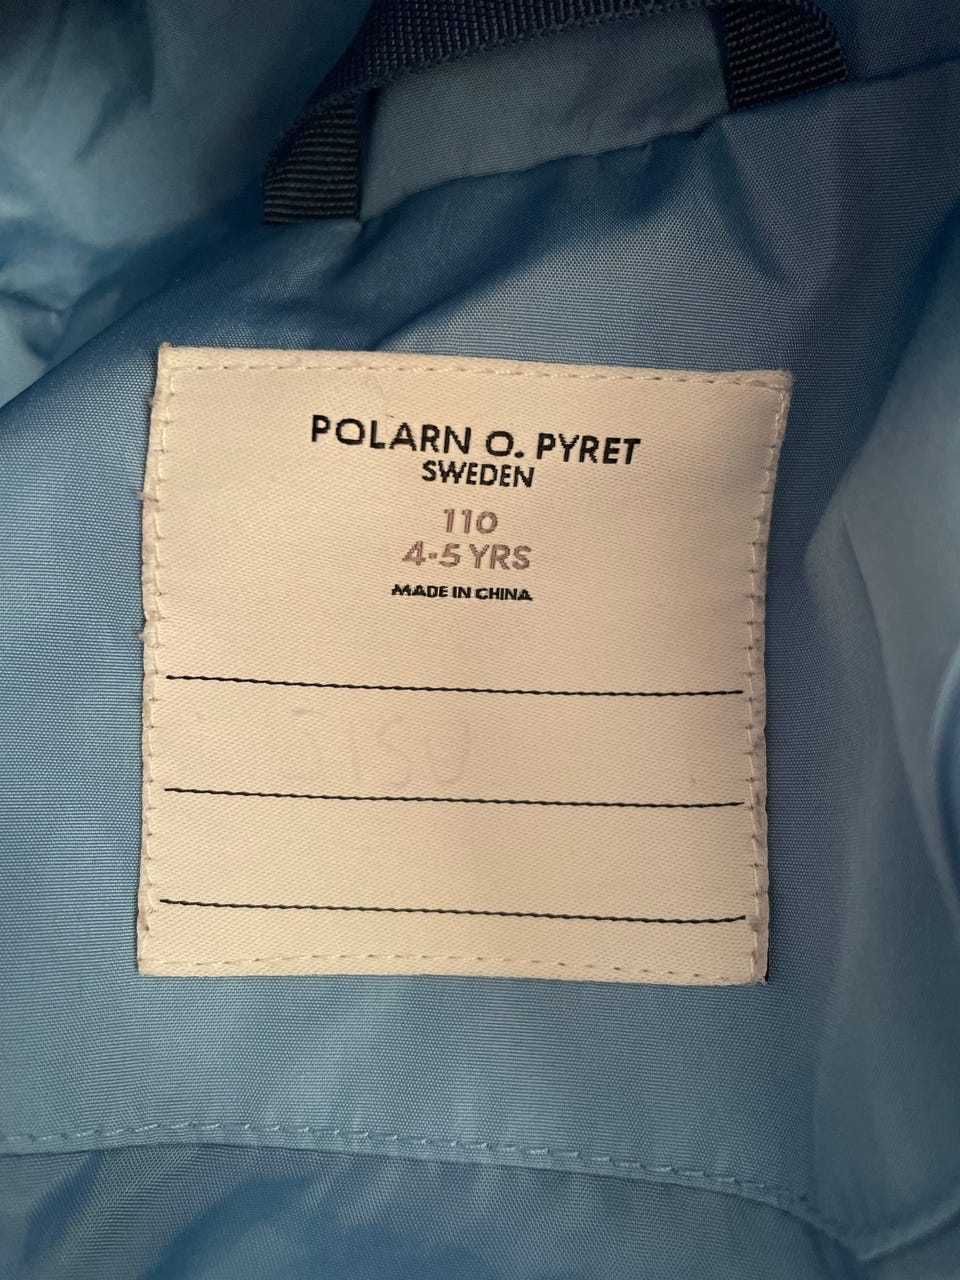 POLARN O. PYRET
SWEDEN
110
4-5 YRS
MADE IN CHINA